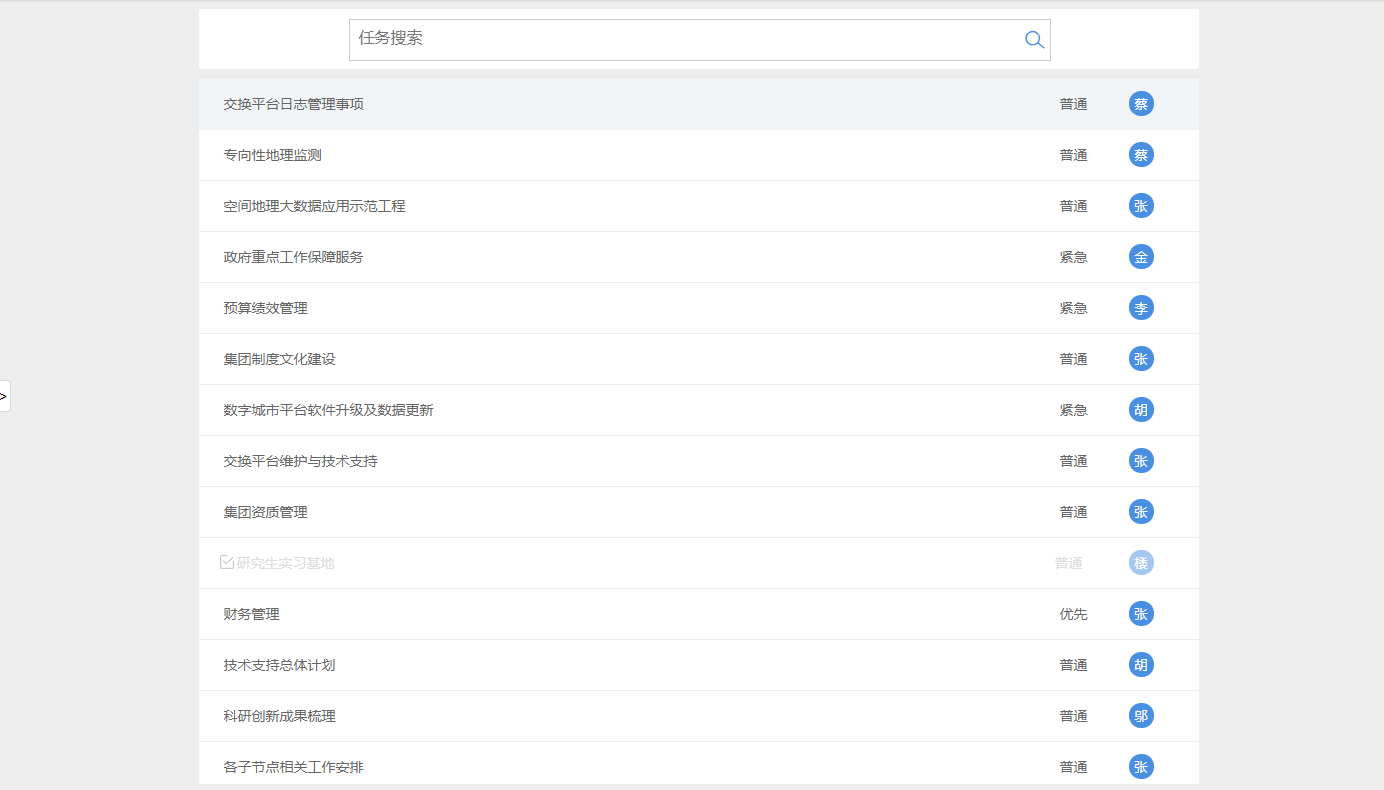 任务搜索
交换平台日志管理事项 普通 蔡
专向性地理监测 普通 蔡
空间地理大数据应用示范工程 普通 张
政府重点工作保障服务 紧急 金
预算绩效管理 紧急 李
集团制度文化建设 普通 张
数字城市平台软件升级及数据更新 紧急 胡
交换平台维护与技术支持 普通 张
集团资质管理 普通 张
研究生实习基地 普通 楼
财务管理 优先 张
技术支持总体计划 普通 胡
科研创新成果梳理 普通 邬
各子节点相关工作安排 普通 张
>